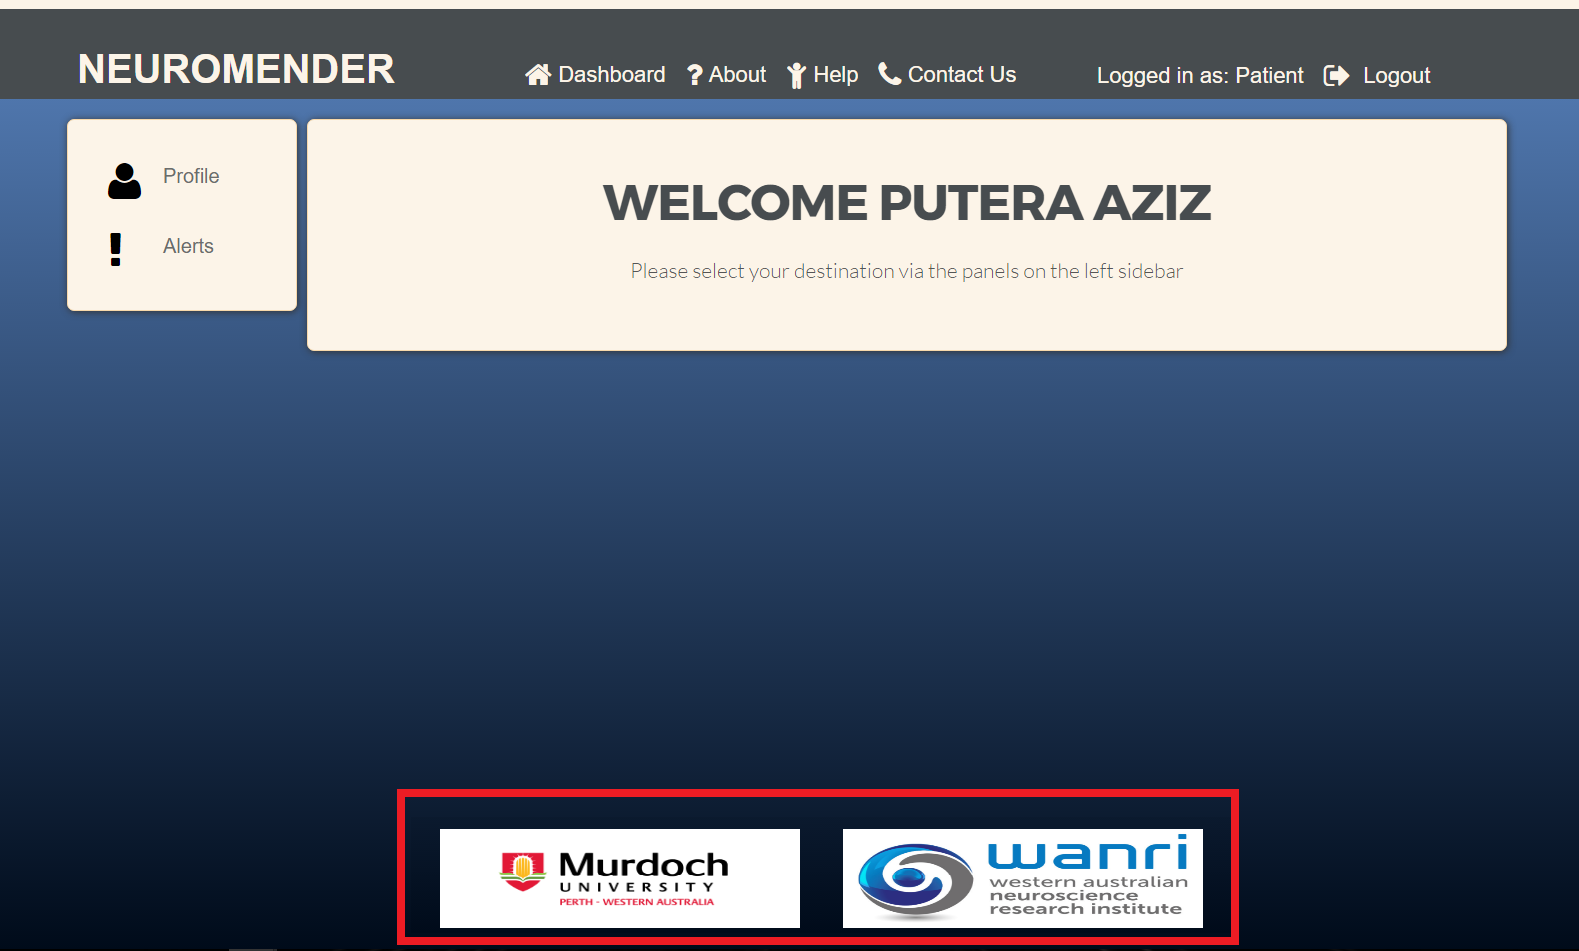 NEUROMENDER
Dashboard ? About Help Contact Us
Logged in as: Patient Logout
Profile
! Alerts
WELCOME PUTERA AZIZ
Please select your destination via the panels on the left sidebar
Murdoch
UNIVERSITY
PERTH - WESTERN AUSTRALIA
wanri
western australian
neuroscience
research institute